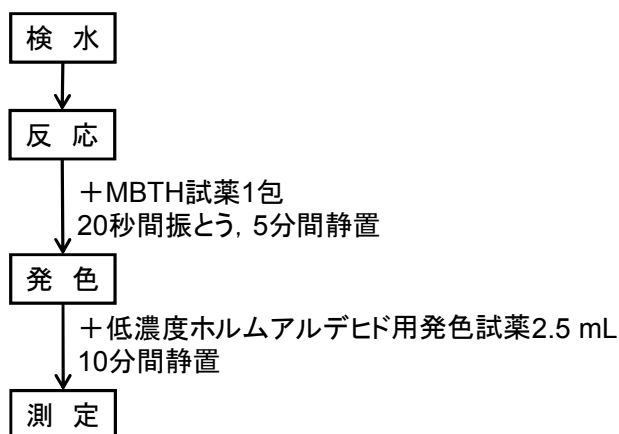 検 水
反 応
＋MBTH試薬1包
20秒間振とう，5分間静置
発 色
＋低濃度ホルムアルデヒド用発色試薬2.5 mL
10分間静置
測 定